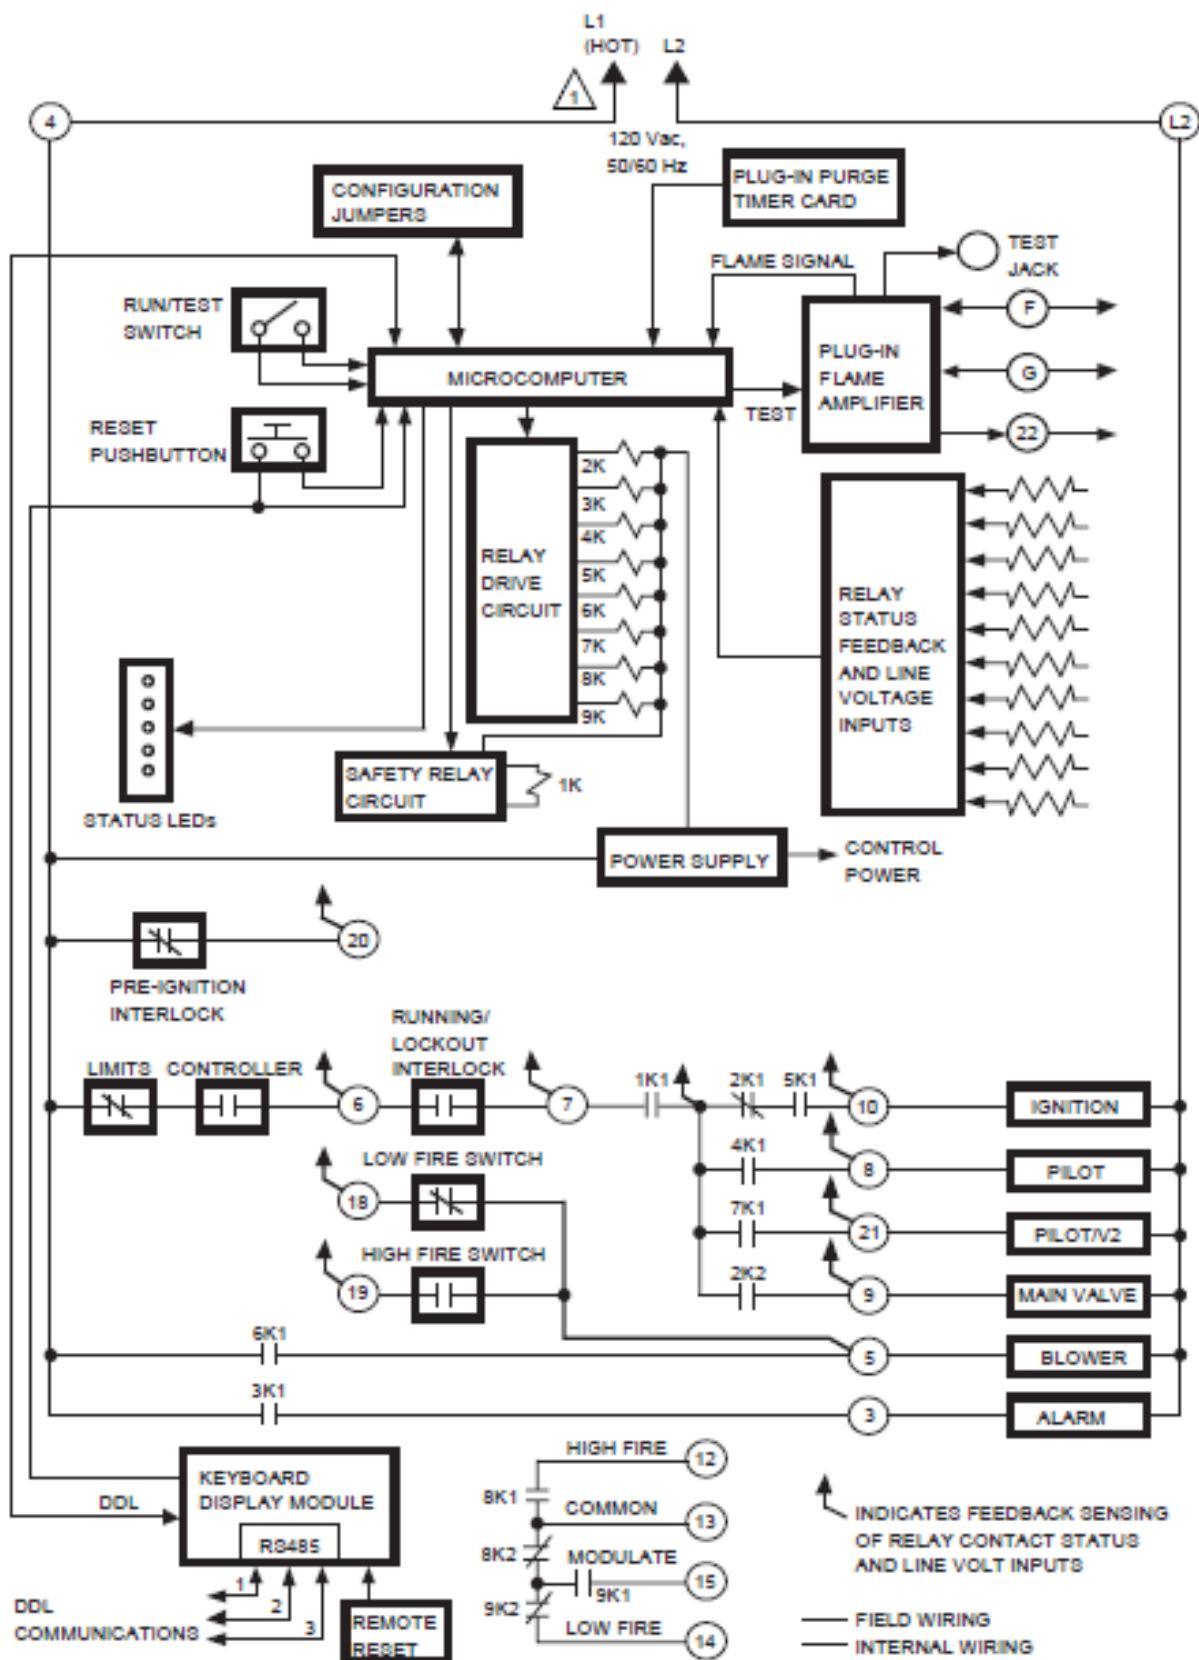 L1
(HOT)
L2
1
4
L2
120 Vac,
50/60 Hz
CONFIGURATION
JUMPERS
PLUG-IN PURGE
TIMER CARD
FLAME SIGNAL
TEST
JACK
RUN/TEST
SWITCH
F
PLUG-IN
FLAME
AMPLIFIER
G
MICROCOMPUTER
TEST
22
RESET
PUSHBUTTON
2K
3K
4K
5K
6K
7K
8K
9K
RELAY
DRIVE
CIRCUIT
RELAY
STATUS
FEEDBACK
AND LINE
VOLTAGE
INPUTS
SAFETY RELAY
CIRCUIT
1K
STATUS LEDs
POWER SUPPLY
CONTROL
POWER
20
PRE-IGNITION
INTERLOCK
RUNNING/
LOCKOUT
INTERLOCK
LIMITS
CONTROLLER
6
7
1K1
2K1
5K1
10
IGNITION
LOW FIRE SWITCH
18
4K1
8
PILOT
HIGH FIRE SWITCH
19
7K1
21
PILOT/V2
2K2
9
MAIN VALVE
6K1
5
BLOWER
3K1
3
ALARM
KEYBOARD
DISPLAY MODULE
DDL
RS485
1
2
3
DDL
COMMUNICATIONS
REMOTE
RESET
HIGH FIRE
12
8K1
COMMON
13
8K2
MODULATE
15
9K1
9K2
LOW FIRE
14
INDICATES FEEDBACK SENSING
OF RELAY CONTACT STATUS
AND LINE VOLT INPUTS
FIELD WIRING
INTERNAL WIRING